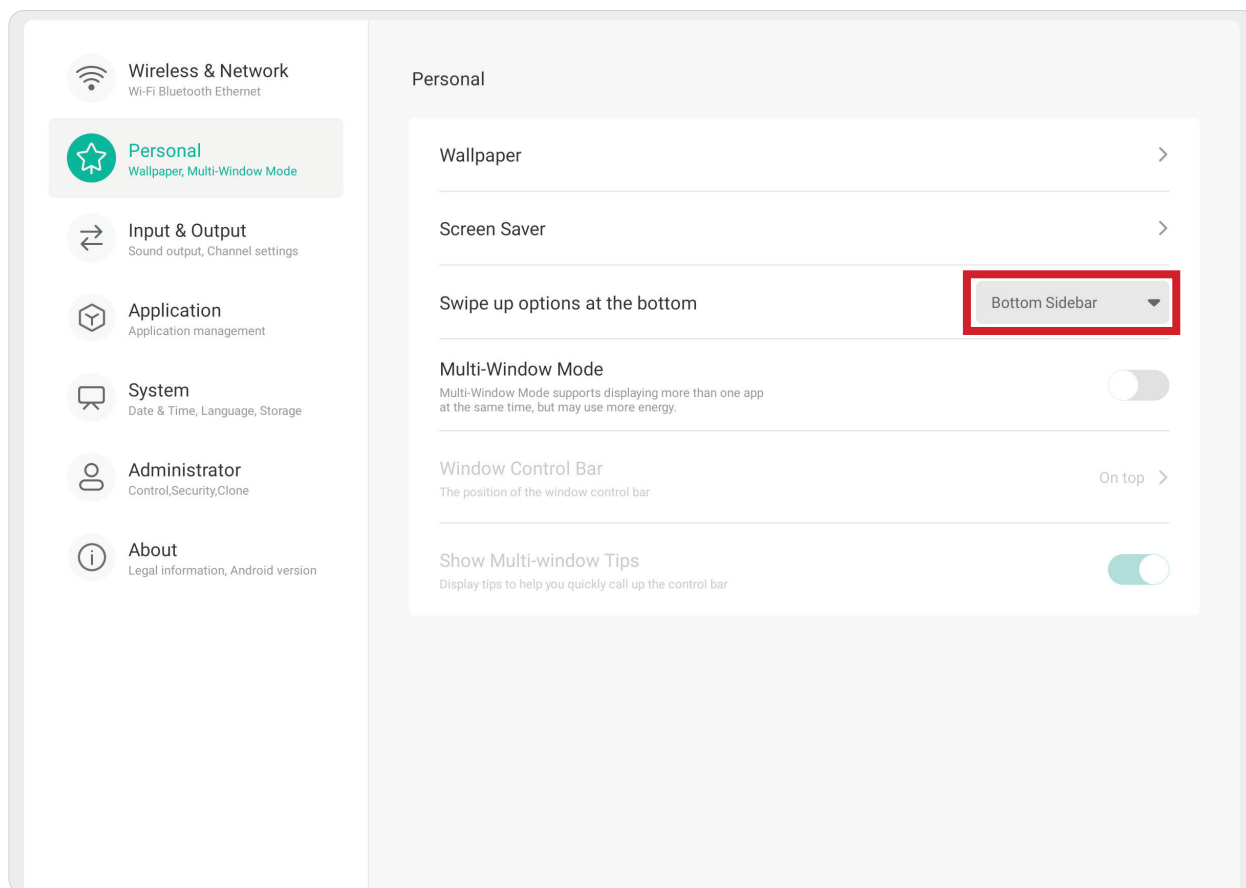 Wireless & Network
Wi-Fi Bluetooth Ethernet
Personal
Wallpaper, Multi-Window Mode
Input & Output
Sound output, Channel settings
Application
Application management
System
Date & Time, Language, Storage
Administrator
Control,Security,Clone
About
Legal information, Android version
Personal
Wallpaper
Screen Saver
Swipe up options at the bottom
Bottom Sidebar
Multi-Window Mode
Multi-Window Mode supports displaying more than one app
at the same time, but may use more energy.
Window Control Bar
The position of the window control bar
On top
Show Multi-window Tips
Display tips to help you quickly call up the control bar